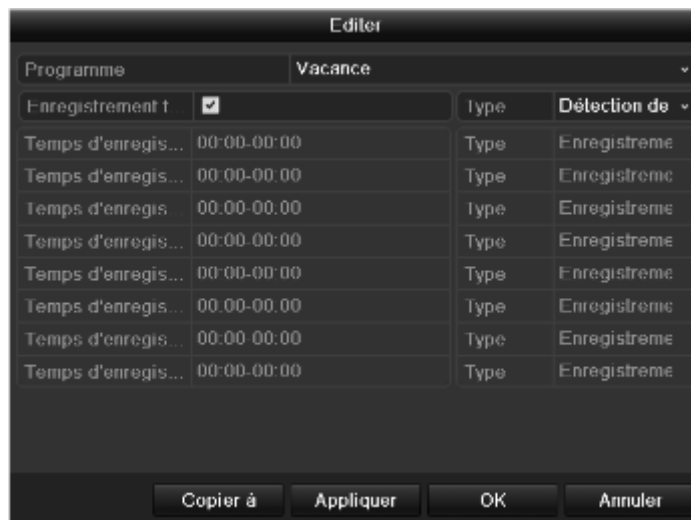 Editer
Programme Vacance
Enregistrement t... Type Détection de
Temps d'enregis... 00:00-00:00 Type Enregistreme
Temps d'enregis... 00:00-00:00 Type Enregistreme
Temps d'enregis... 00:00-00:00 Type Enregistreme
Temps d'enregis... 00:00-00:00 Type Enregistreme
Temps d'enregis... 00:00-00:00 Type Enregistreme
Temps d'enregis... 00:00-00:00 Type Enregistreme
Temps d'enregis... 00:00-00:00 Type Enregistreme
Temps d'enregis... 00:00-00:00 Type Enregistreme
Copier à Appliquer OK Annuler